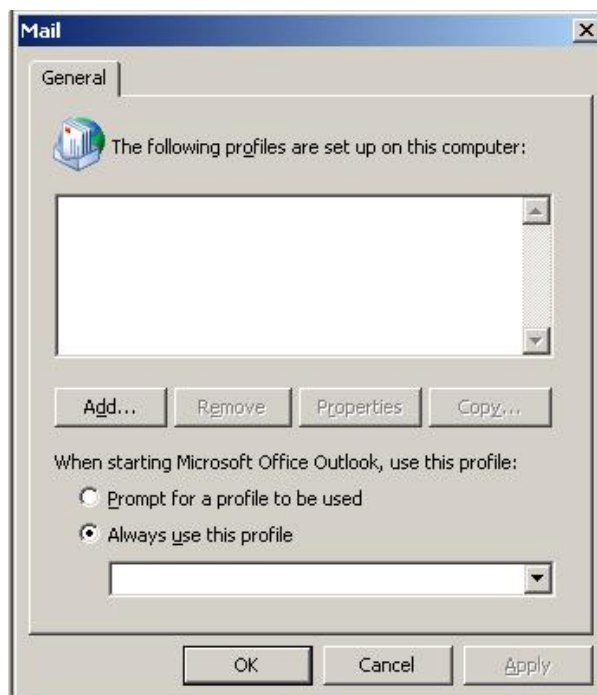 Mail
General
The following profiles are set up on this computer:
Add... Remove Properties Copy...
When starting Microsoft Office Outlook, use this profile:
Prompt for a profile to be used
Always use this profile
OK Cancel Apply